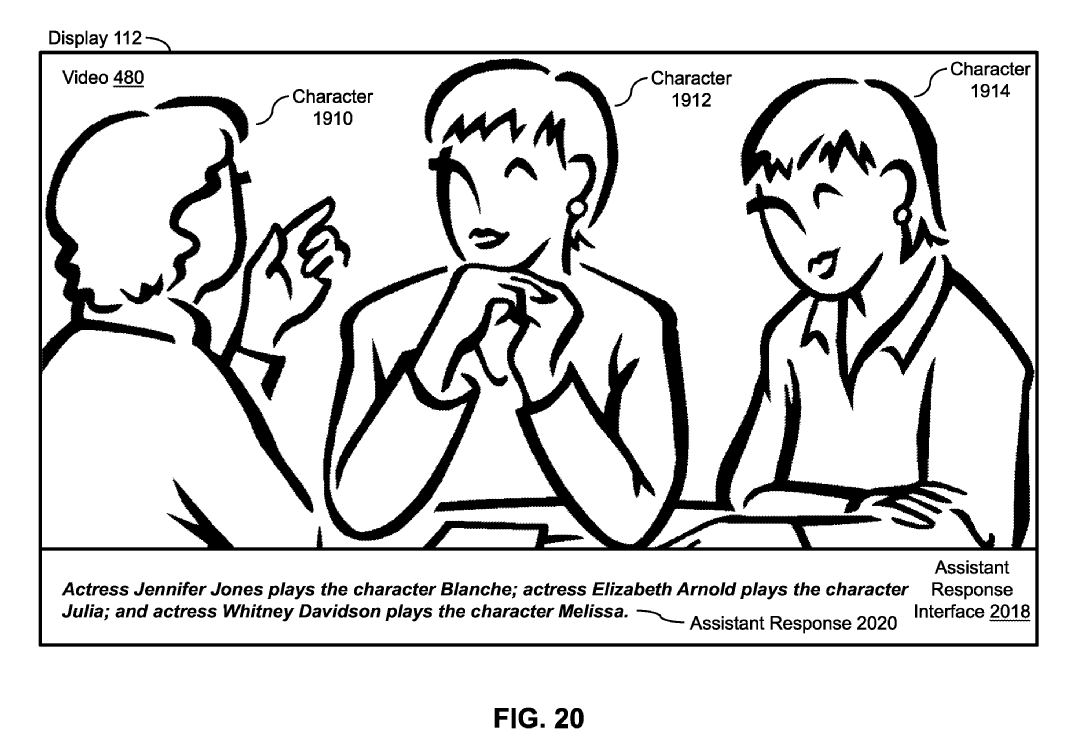 Display 112
Video 480
Character
1910
Character
1912
Character
1914
Actress Jennifer Jones plays the character Blanche; actress Elizabeth Arnold plays the character
Julia; and actress Whitney Davidson plays the character Melissa.
Assistant Response 2020
Assistant
Response
Interface 2018
FIG. 20